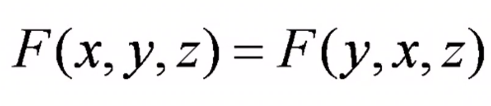 F(x, y, z) = F(y, x, z)